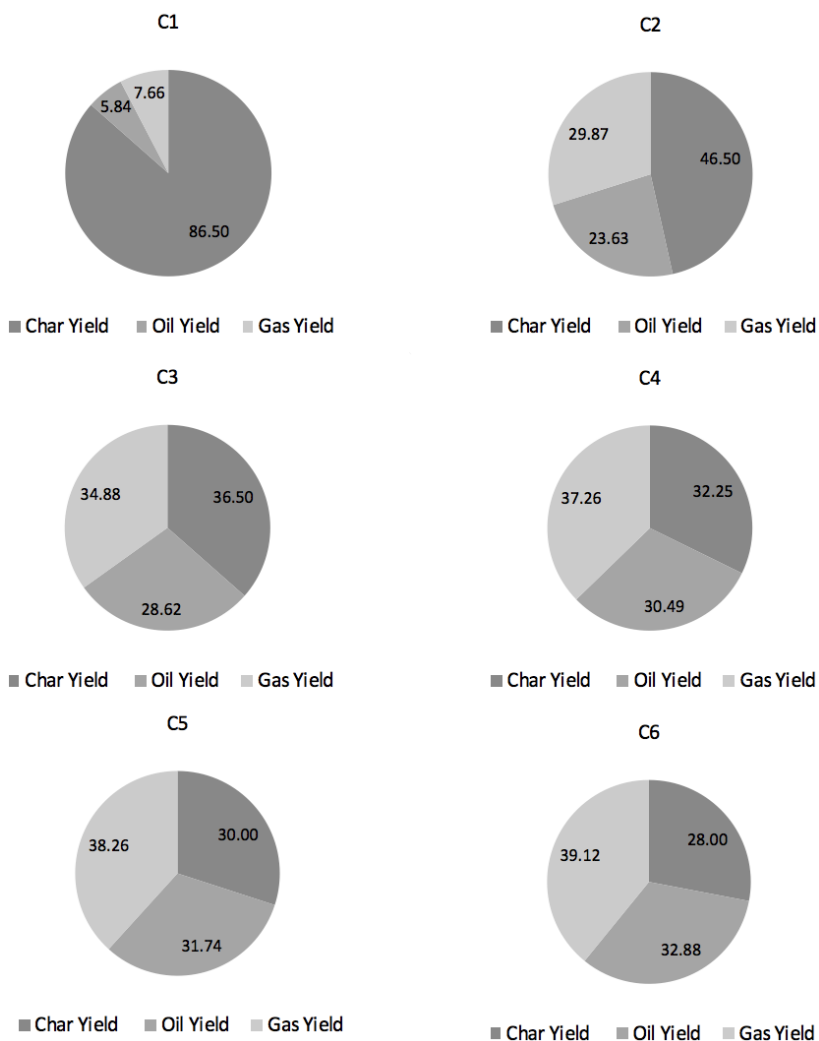 C1
7.66
5.84
86.50
Char Yield Oil Yield Gas Yield
C2
29.87
46.50
23.63
Char Yield Oil Yield Gas Yield
C3
34.88
36.50
28.62
Char Yield Oil Yield Gas Yield
C4
37.26
32.25
30.49
Char Yield Oil Yield Gas Yield
C5
38.26
30.00
31.74
Char Yield Oil Yield Gas Yield
C6
39.12
28.00
32.88
Char Yield Oil Yield Gas Yield